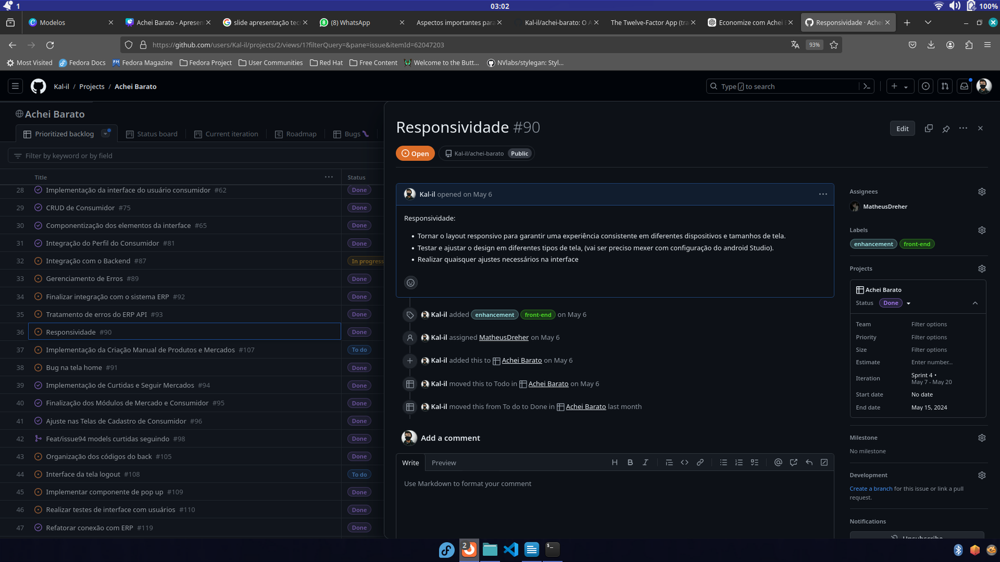 1
03:02
100%
Modelos
Achei Barato - Apresen
slide apresentação tec
(8) WhatsApp
Aspectos importantes para
Kal-il/achei-barato: O A
The Twelve-Factor App (tra
Economize com Achei B
Responsividade · Achei
https://github.com/users/Kal-il/projects/2/views/1?filterQuery=&pane=issue&itemId=62047203
93%
Most Visited
Fedora Docs
Fedora Magazine
Fedora Project
User Communities
Red Hat
Free Content
Welcome to the Butt...
NVlabs/stylegan: Styl...
Kal-il / Projects / Achei Barato
Type / to search
Achei Barato
Prioritized backlog
Status board
Current iteration
Roadmap
Bugs
Filter by keyword or by field
Title
Status
28 Implementação da interface do usuário consumidor #62 Done
29 CRUD de Consumidor #75 Done
30 Componentização dos elementos da interface #65 Done
31 Integração do Perfil do Consumidor #81 Done
32 Integração com o Backend #87 In progress
33 Gerenciamento de Erros #89 Done
34 Finalizar integração com o sistema ERP #92 Done
35 Tratamento de erros do ERP API #93 Done
36 Responsividade #90 Done
37 Implementação da Criação Manual de Produtos e Mercados #107 To do
38 Bug na tela home #91 Done
39 Implementação de Curtidas e Seguir Mercados #94 Done
40 Finalização dos Módulos de Mercado e Consumidor #95 Done
41 Ajuste nas Telas de Cadastro de Consumidor #96 Done
42 Feat/issue94 models curtidas seguindo #98 Done
43 Organização dos códigos do back #105 Done
44 Interface da tela logout #108 To do
45 Implementar componente de pop up #109 Done
46 Realizar testes de interface com usuários #110 Done
47 Refatorar conexão com ERP #119 Done
Responsividade #90
Edit
Open
Kal-il/achei-barato Public
Kal-il opened on May 6
Responsividade:
• Tornar o layout responsivo para garantir uma experiência consistente em diferentes dispositivos e tamanhos de tela.
• Testar e ajustar o design em diferentes tipos de tela, (vai ser preciso mexer com configuração do android Studio).
• Realizar quaisquer ajustes necessários na interface
Kal-il added enhancement front-end on May 6
Kal-il assigned MatheusDreher on May 6
Kal-il added this to Achei Barato on May 6
Kal-il moved this to Todo in Achei Barato on May 6
Kal-il moved this from To do to Done in Achei Barato last month
Add a comment
Write
Preview
Use Markdown to format your comment
Assignees
MatheusDreher
Labels
enhancement front-end
Projects
Achei Barato
Status Done
Team Filter options
Priority Filter options
Size Filter options
Estimate Enter number...
Iteration Sprint 4 •
May 7 - May 20
Start date No date
End date May 15, 2024
Milestone
No milestone
Development
Create a branch for this issue or link a pull
request.
Notifications
Unsubscribe
2